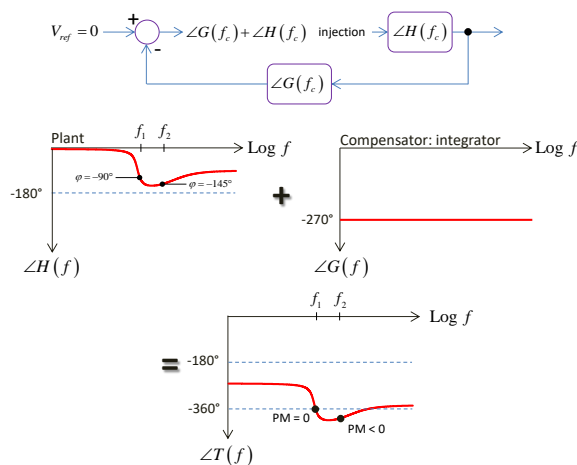 V_ref = 0
+
-
∠G(f_c) + ∠H(f_c)
injection
∠H(f_c)
∠G(f_c)
Plant
f_1
f_2
Log f
φ = −90°
φ = −145°
-180°
∠H(f)
+
Compensator: integrator
Log f
-270°
∠G(f)
=
f_1
f_2
Log f
-180°
-360°
PM = 0
PM < 0
∠T(f)